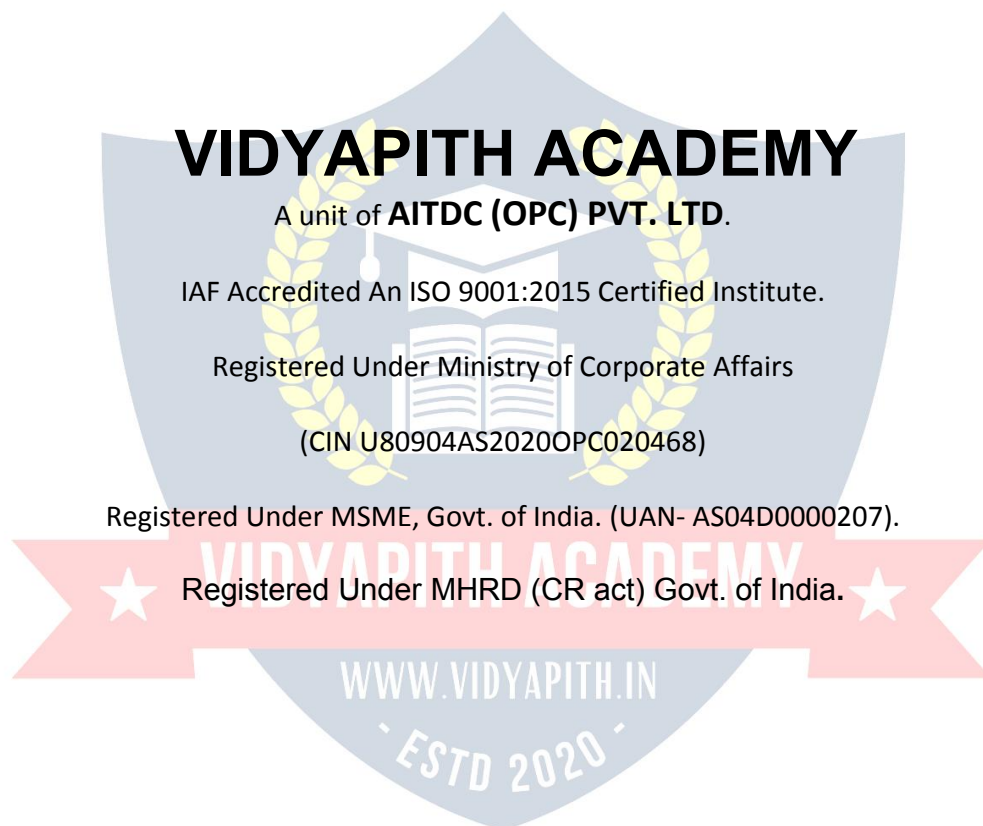 VIDYAPITH ACADEMY
A unit of AITDC (OPC) PVT. LTD.
IAF Accredited An ISO 9001:2015 Certified Institute.
Registered Under Ministry of Corporate Affairs
(CIN U80904AS2020OPC020468)
Registered Under MSME, Govt. of India. (UAN- AS04D0000207).
VIDYAPITH ACADEMY
Registered Under MHRD (CR act) Govt. of India.
WWW.VIDYAPITH.IN
- ESTD 2020 -